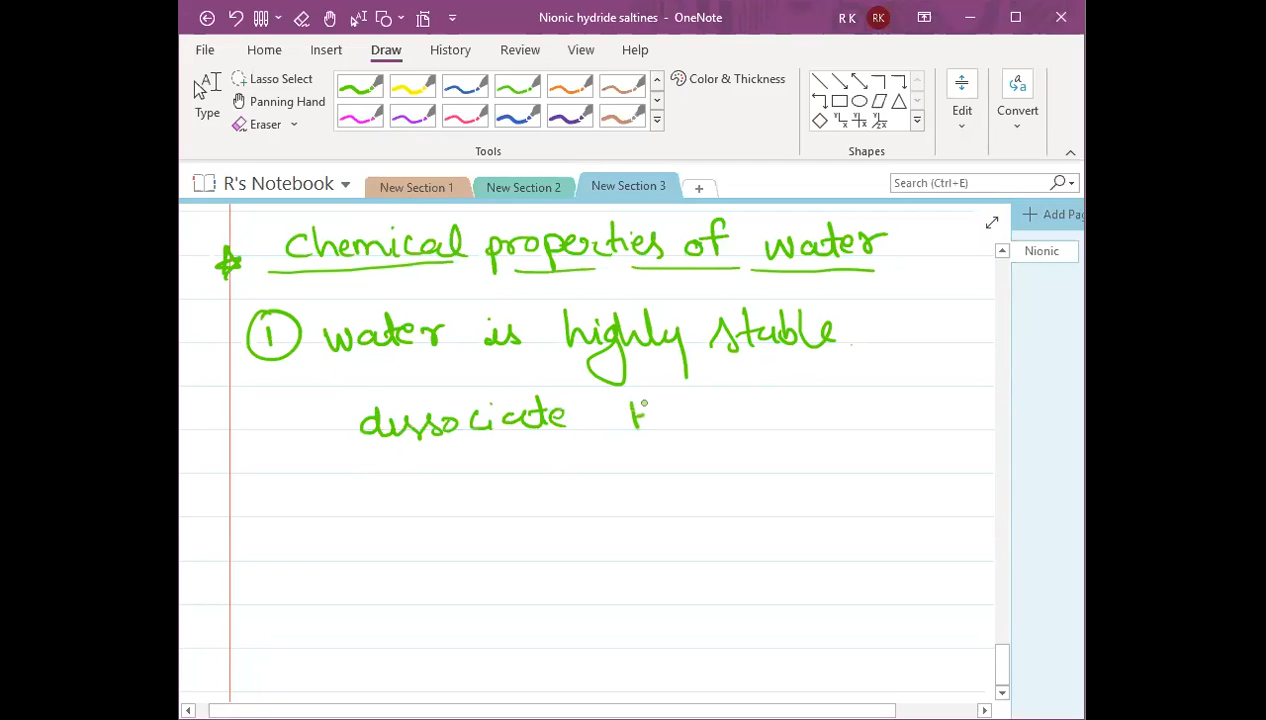 Nionic hydride saltines - OneNote
R K
RK
File Home Insert Draw History Review View Help
Type
Lasso Select
Panning Hand
Eraser
Color & Thickness
Edit
Convert
Tools
Shapes
R's Notebook
New Section 1
New Section 2
New Section 3
Search (Ctrl+E)
Add Pag
Nionic
Chemical properties of water
1 water is highly stable.
dissociate